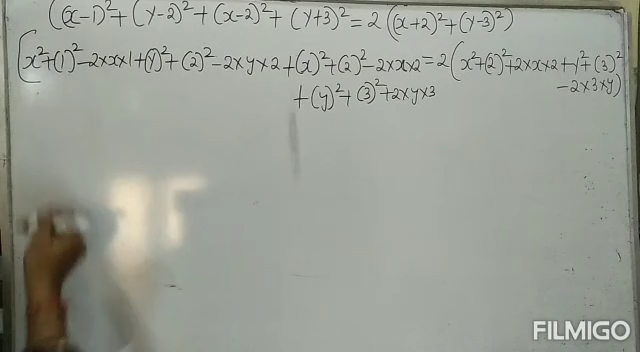 ((x-1)²+(y-2)²+(x-2)²+(y+3)²=2((x+2)²+(y-3)²)
(x²+(1)²-2×x×1+(y)²+(2)²-2×y×2+(x)²+(2)²-2×x×2=2(x²+(2)²+2×x×2+y²+(3)²
-2×3×y)
+(y)²+(3)²+2×y×3
FILMIGO